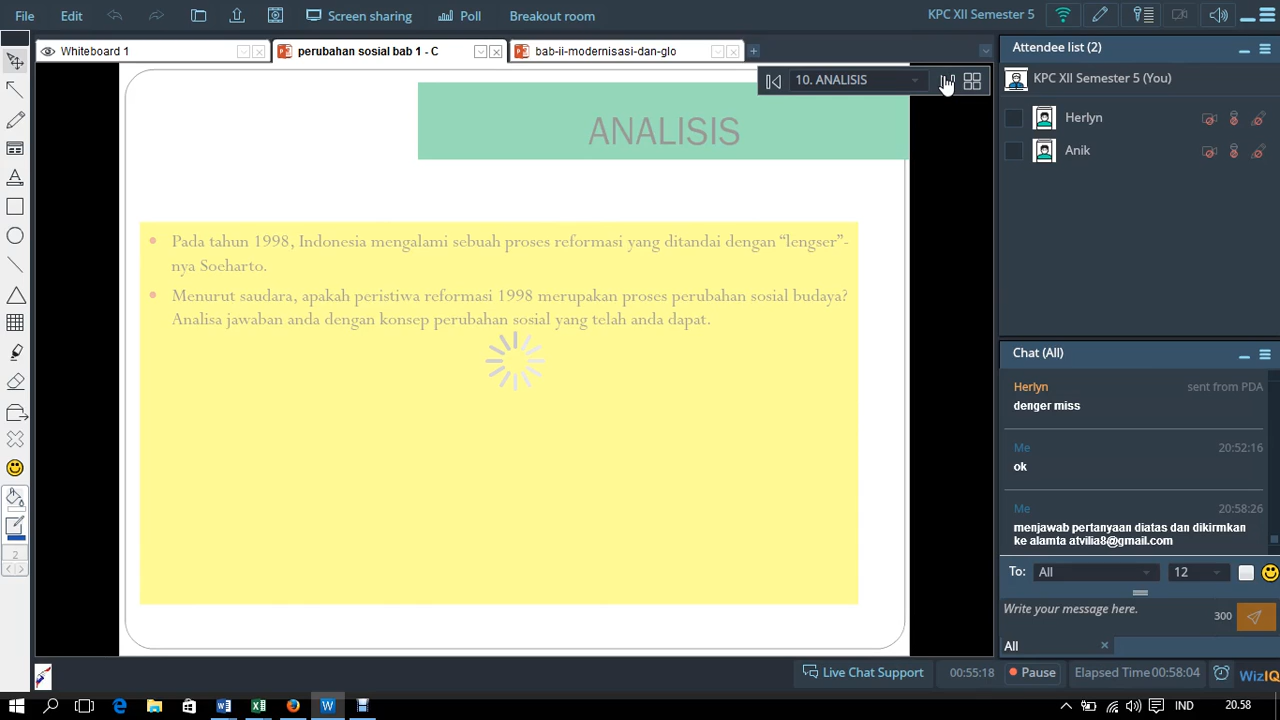 File Edit Screen sharing Poll Breakout room KPC XII Semester 5
Whiteboard 1 perubahan sosial bab 1 - C bab-ii-modernisasi-dan-glo
10. ANALISIS
ANALISIS
• Pada tahun 1998, Indonesia mengalami sebuah proses reformasi yang ditandai dengan “lengser”-
nya Soeharto.
• Menurut saudara, apakah peristiwa reformasi 1998 merupakan proses perubahan sosial budaya?
Analisa jawaban anda dengan konsep perubahan sosial yang telah anda dapat.
2
Attendee list (2)
KPC XII Semester 5 (You)
Herlyn
Anik
Chat (All)
Herlyn sent from PDA
denger miss
Me 20:52:16
ok
Me 20:58:26
menjawab pertanyaan diatas dan dikirmkan
ke alamta atvilia8@gmail.com
To: All 12
Write your message here. 300
All
Live Chat Support 00:55:18 Pause Elapsed Time 00:58:04 WizIQ
IND 20.58